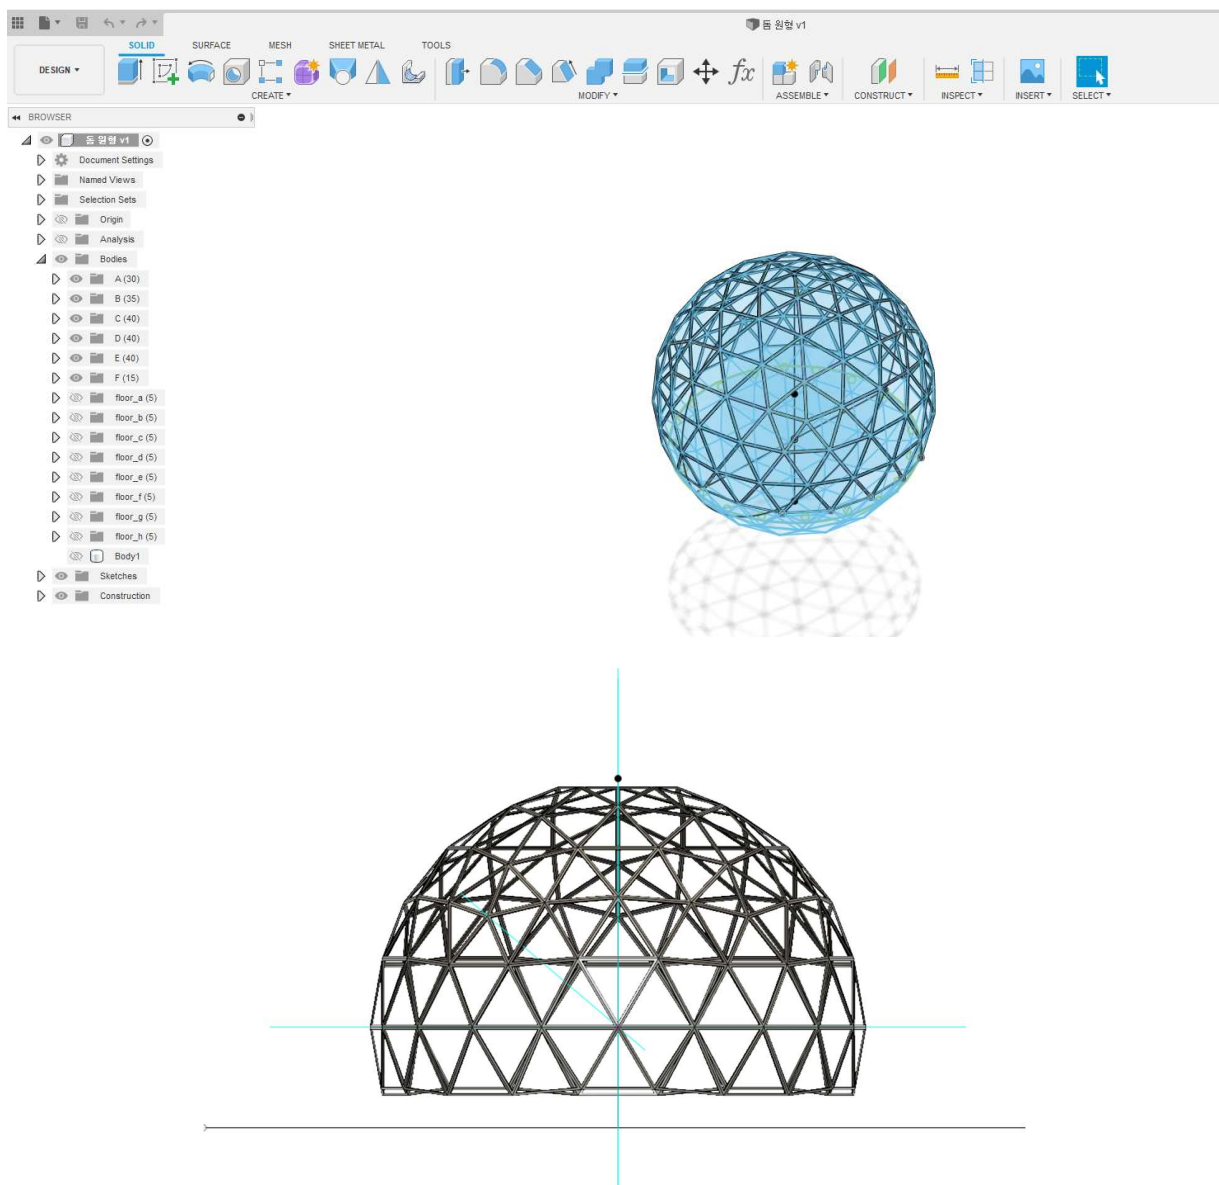 돔 원형 v1
SOLID SURFACE MESH SHEET METAL TOOLS
DESIGN
CREATE MODIFY ASSEMBLE CONSTRUCT INSPECT INSERT SELECT
BROWSER
돔 원형 v1
Document Settings
Named Views
Selection Sets
Origin
Analysis
Bodies
A (30)
B (35)
C (40)
D (40)
E (40)
F (15)
floor_a (5)
floor_b (5)
floor_c (5)
floor_d (5)
floor_e (5)
floor_f (5)
floor_g (5)
floor_h (5)
Body1
Sketches
Construction